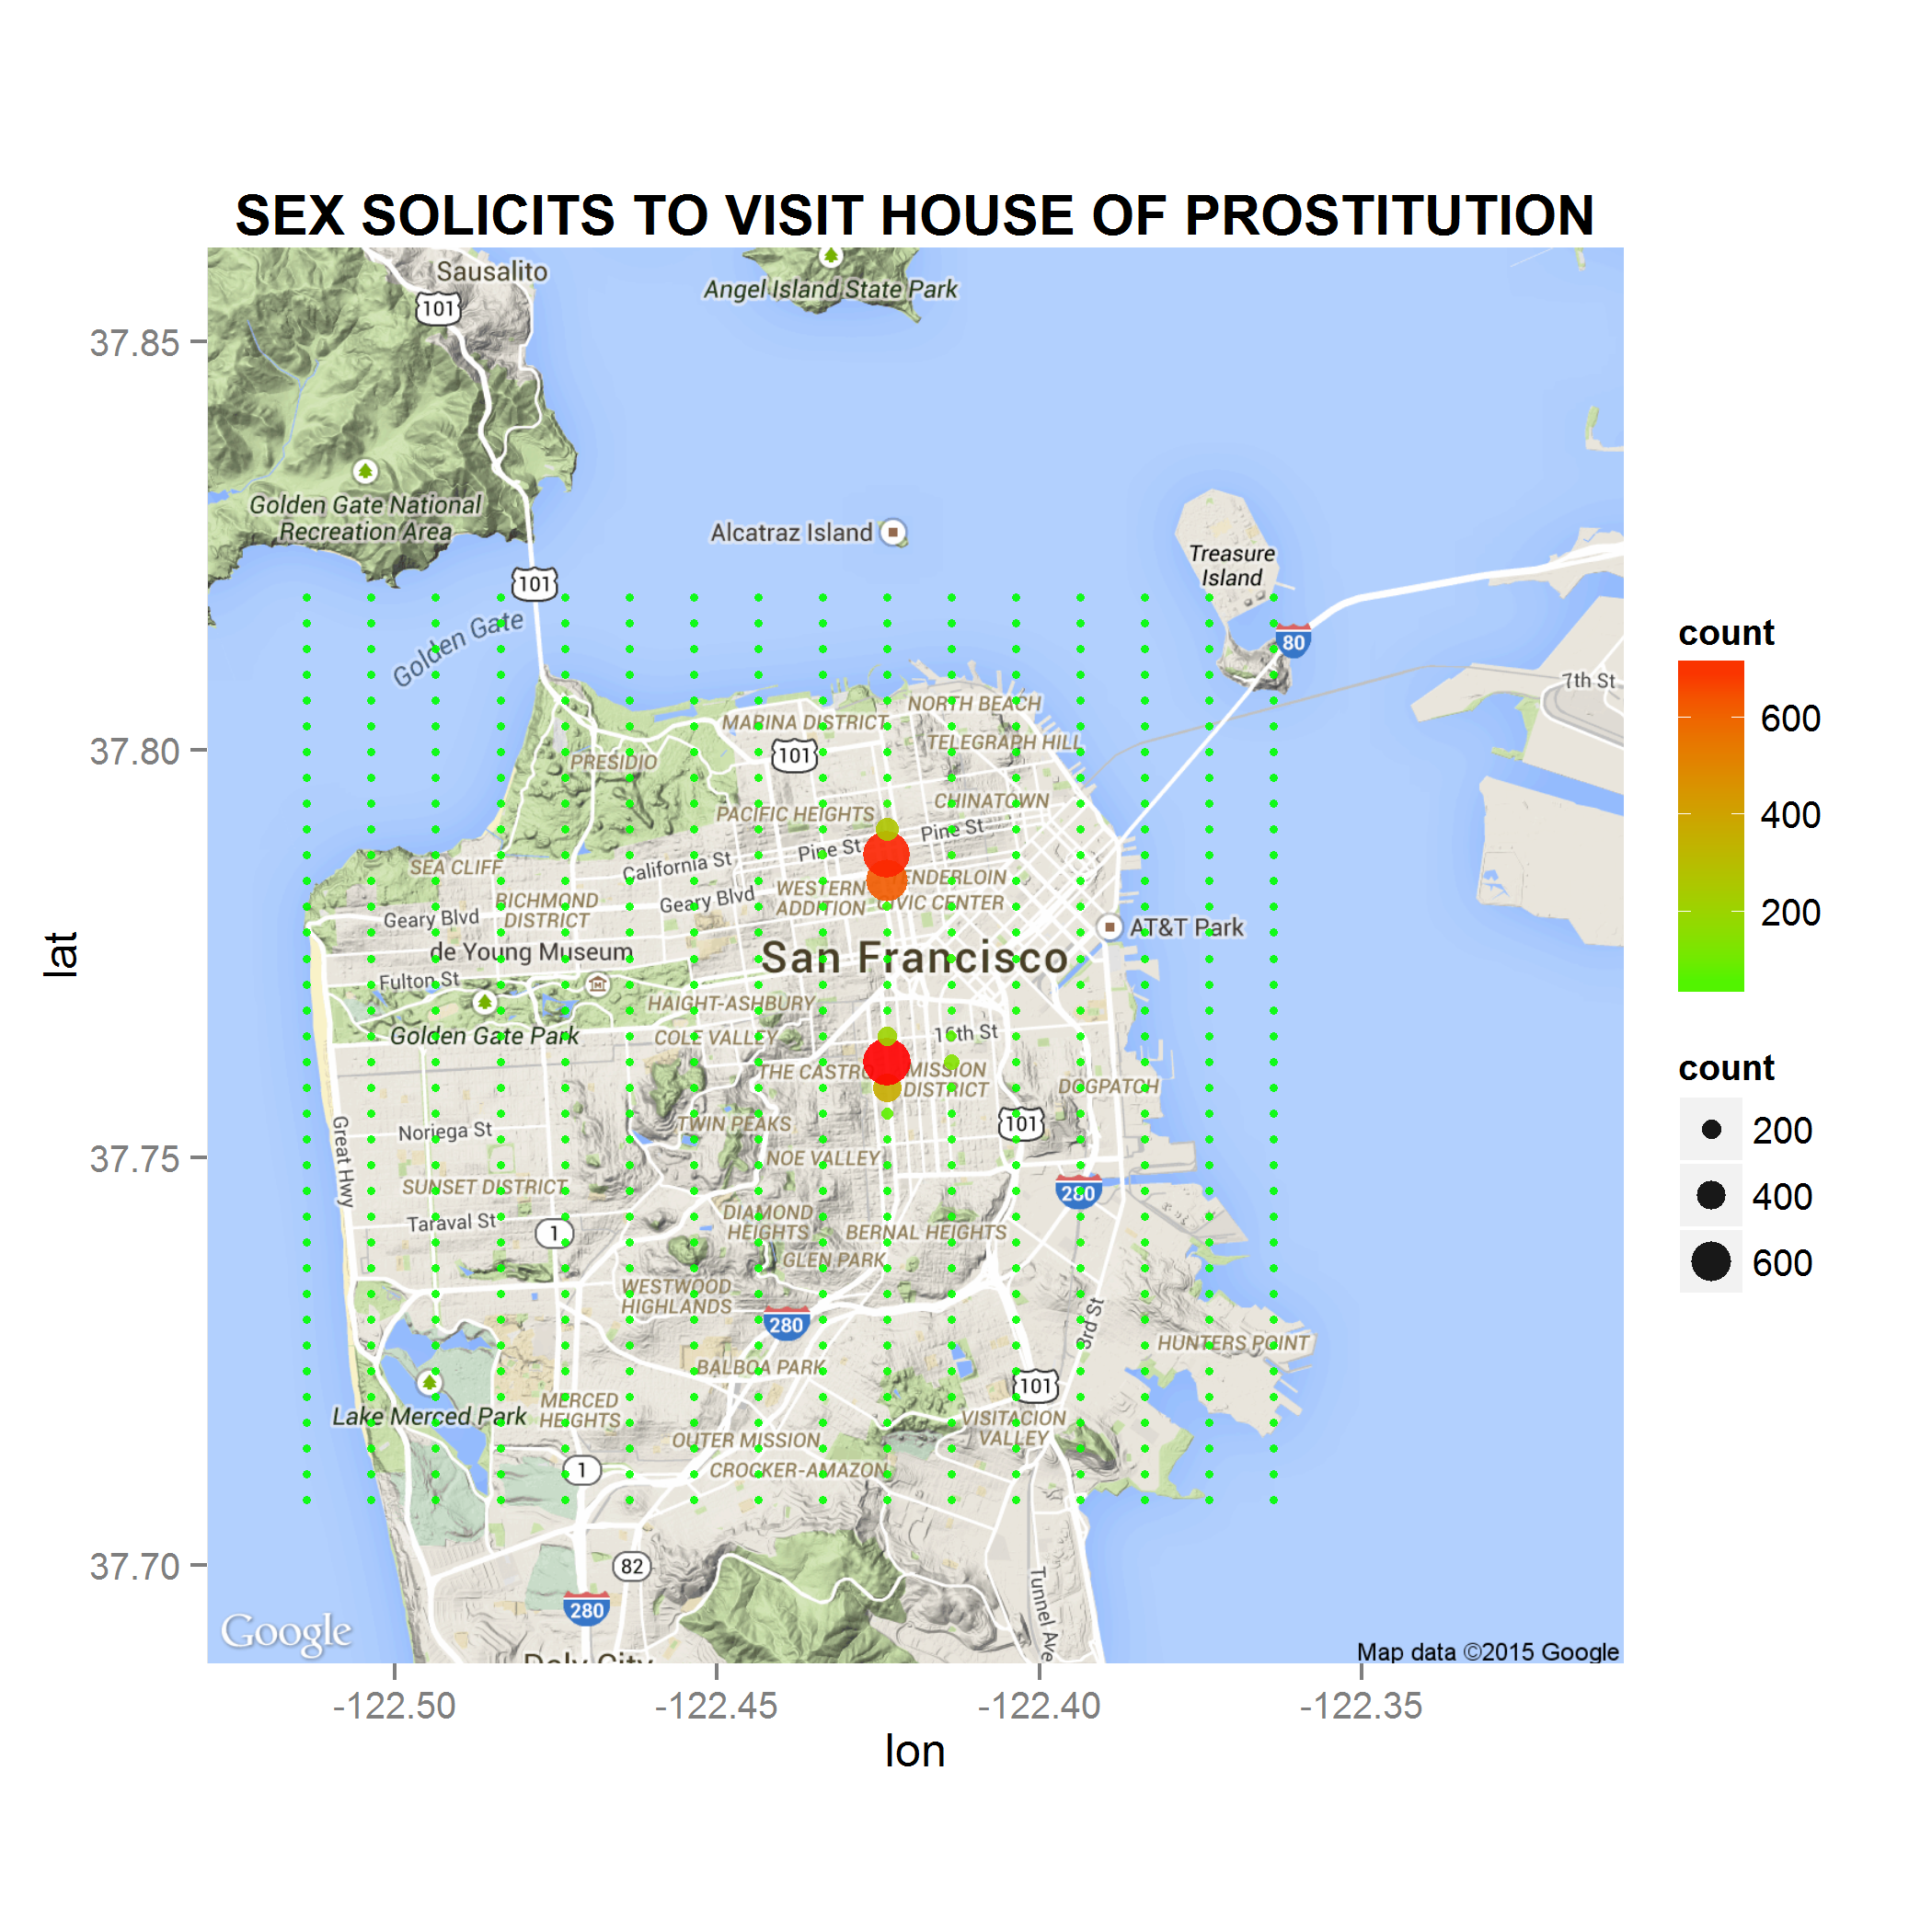 SEX SOLICITS TO VISIT HOUSE OF PROSTITUTION
Sausalito
101
Angel Island State Park
37.85
Golden Gate National
Recreation Area
Alcatraz Island
Treasure
Island
101
Golden Gate
80
7th St
NORTH BEACH
MARINA DISTRICT
TELEGRAPH HILL
37.80
101
PRESIDIO
CHINATOWN
PACIFIC HEIGHTS
Pine St
Pine St
California St
SEA CLIFF
ENDERLOIN
WESTERN
ADDITION
CIVIC CENTER
RICHMOND
DISTRICT
Geary Blvd
Geary Blvd
AT&T Park
de Young Museum
San Francisco
lat
Fulton St
HAIGHT-ASHBURY
Golden Gate Park
COLE VALLEY
16th St
THE CASTRO
MISSION
DISTRICT
DOGPATCH
TWIN PEAKS
101
Great Hwy
Noriega St
37.75
NOE VALLEY
SUNSET DISTRICT
280
Taraval St
1
DIAMOND
HEIGHTS
BERNAL HEIGHTS
GLEN PARK
WESTWOOD
HIGHLANDS
280
3rd St
HUNTERS POINT
BALBOA PARK
101
Lake Merced Park
MERCED
HEIGHTS
VISITACION
VALLEY
OUTER MISSION
CROCKER-AMAZON
1
37.70
82
280
Tunnel Ave
Google
Daly City
Map data ©2015 Google
-122.50
-122.45
-122.40
-122.35
lon
count
600
400
200
count
200
400
600